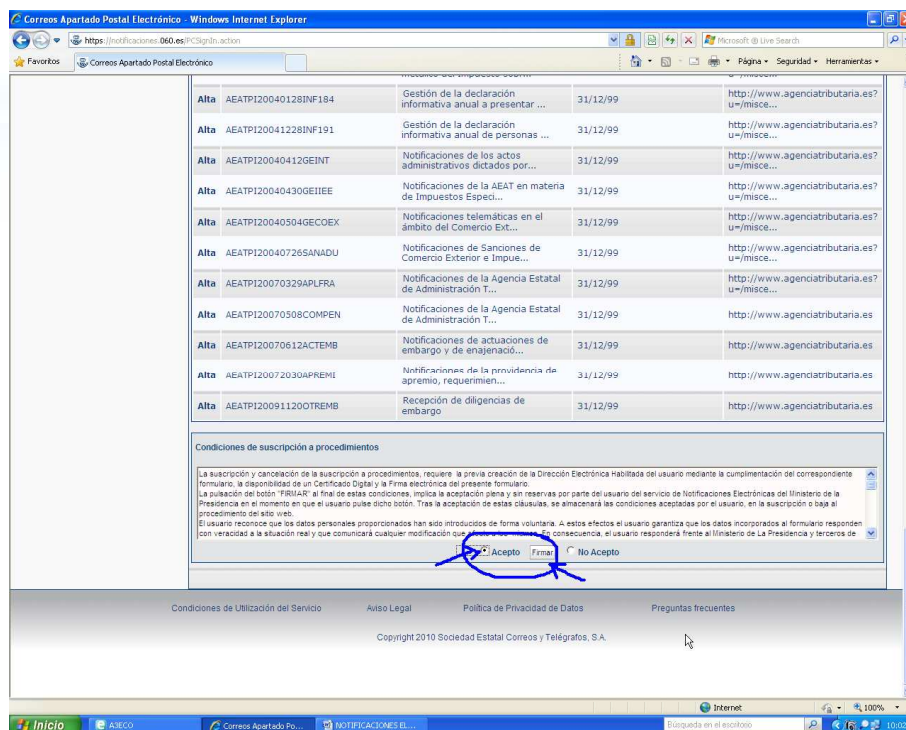 Correos Apartado Postal Electrónico - Windows Internet Explorer
https://notificaciones.060.es/PCSignIn.action
Microsoft @ Live Search
Favoritos
Correos Apartado Postal Electrónico
Página
Seguridad
Herramientas
Alta AEATPI20040128INF184 Gestión de la declaración informativa anual a presentar ... 31/12/99 http://www.agenciatributaria.es?u=/misce...
Alta AEATPI20041228INF191 Gestión de la declaración informativa anual de personas ... 31/12/99 http://www.agenciatributaria.es?u=/misce...
Alta AEATPI20040412GEINT Notificaciones de los actos administrativos dictados por... 31/12/99 http://www.agenciatributaria.es?u=/misce...
Alta AEATPI20040430GEIIEE Notificaciones de la AEAT en materia de Impuestos Especi... 31/12/99 http://www.agenciatributaria.es?u=/misce...
Alta AEATPI20040504GECOEX Notificaciones telemáticas en el ámbito del Comercio Ext... 31/12/99 http://www.agenciatributaria.es?u=/misce...
Alta AEATPI20040726SANADU Notificaciones de Sanciones de Comercio Exterior e Impue... 31/12/99 http://www.agenciatributaria.es?u=/misce...
Alta AEATPI20070329APLFRA Notificaciones de la Agencia Estatal de Administración T... 31/12/99 http://www.agenciatributaria.es?u=/misce...
Alta AEATPI20070508COMPEN Notificaciones de la Agencia Estatal de Administración T... 31/12/99 http://www.agenciatributaria.es
Alta AEATPI20070612ACTEMB Notificaciones de actuaciones de embargo y de enajenació... 31/12/99 http://www.agenciatributaria.es
Alta AEATPI20072030APREMI Notificaciones de la providencia de apremio, requerimien... 31/12/99 http://www.agenciatributaria.es
Alta AEATPI20091120OTREMB Recepción de diligencias de embargo 31/12/99 http://www.agenciatributaria.es
Condiciones de suscripción a procedimientos
La suscripción y cancelación de la suscripción a procedimientos, requiere la previa creación de la Dirección Electrónica Habilitada del usuario mediante la cumplimentación del correspondiente
formulario, la disponibilidad de un Certificado Digital y la Firma electrónica del presente formulario.
La pulsación del botón "FIRMAR" al final de estas condiciones, implica la aceptación plena y sin reservas por parte del usuario del servicio de Notificaciones Electrónicas del Ministerio de la
Presidencia en el momento en que el usuario pulse dicho botón. Tras la aceptación de estas cláusulas, se almacenará las condiciones aceptadas por el usuario, en la suscripción o baja al
procedimiento del sitio web.
El usuario reconoce que los datos personales proporcionados han sido introducidos de forma voluntaria. A estos efectos el usuario garantiza que los datos incorporados al formulario responden
con veracidad a la situación real y que comunicará cualquier modificación que afecte a los mismos. En consecuencia, el usuario responderá frente al Ministerio de La Presidencia y terceros de
Acepto Firmar No Acepto
Condiciones de Utilización del Servicio Aviso Legal Política de Privacidad de Datos Preguntas frecuentes
Copyright 2010 Sociedad Estatal Correos y Telégrafos, S.A.
Internet 100%
Inicio A3ECO Correos Apartado Po... NOTIFICACIONES EL... Búsqueda en el escritorio 10:02